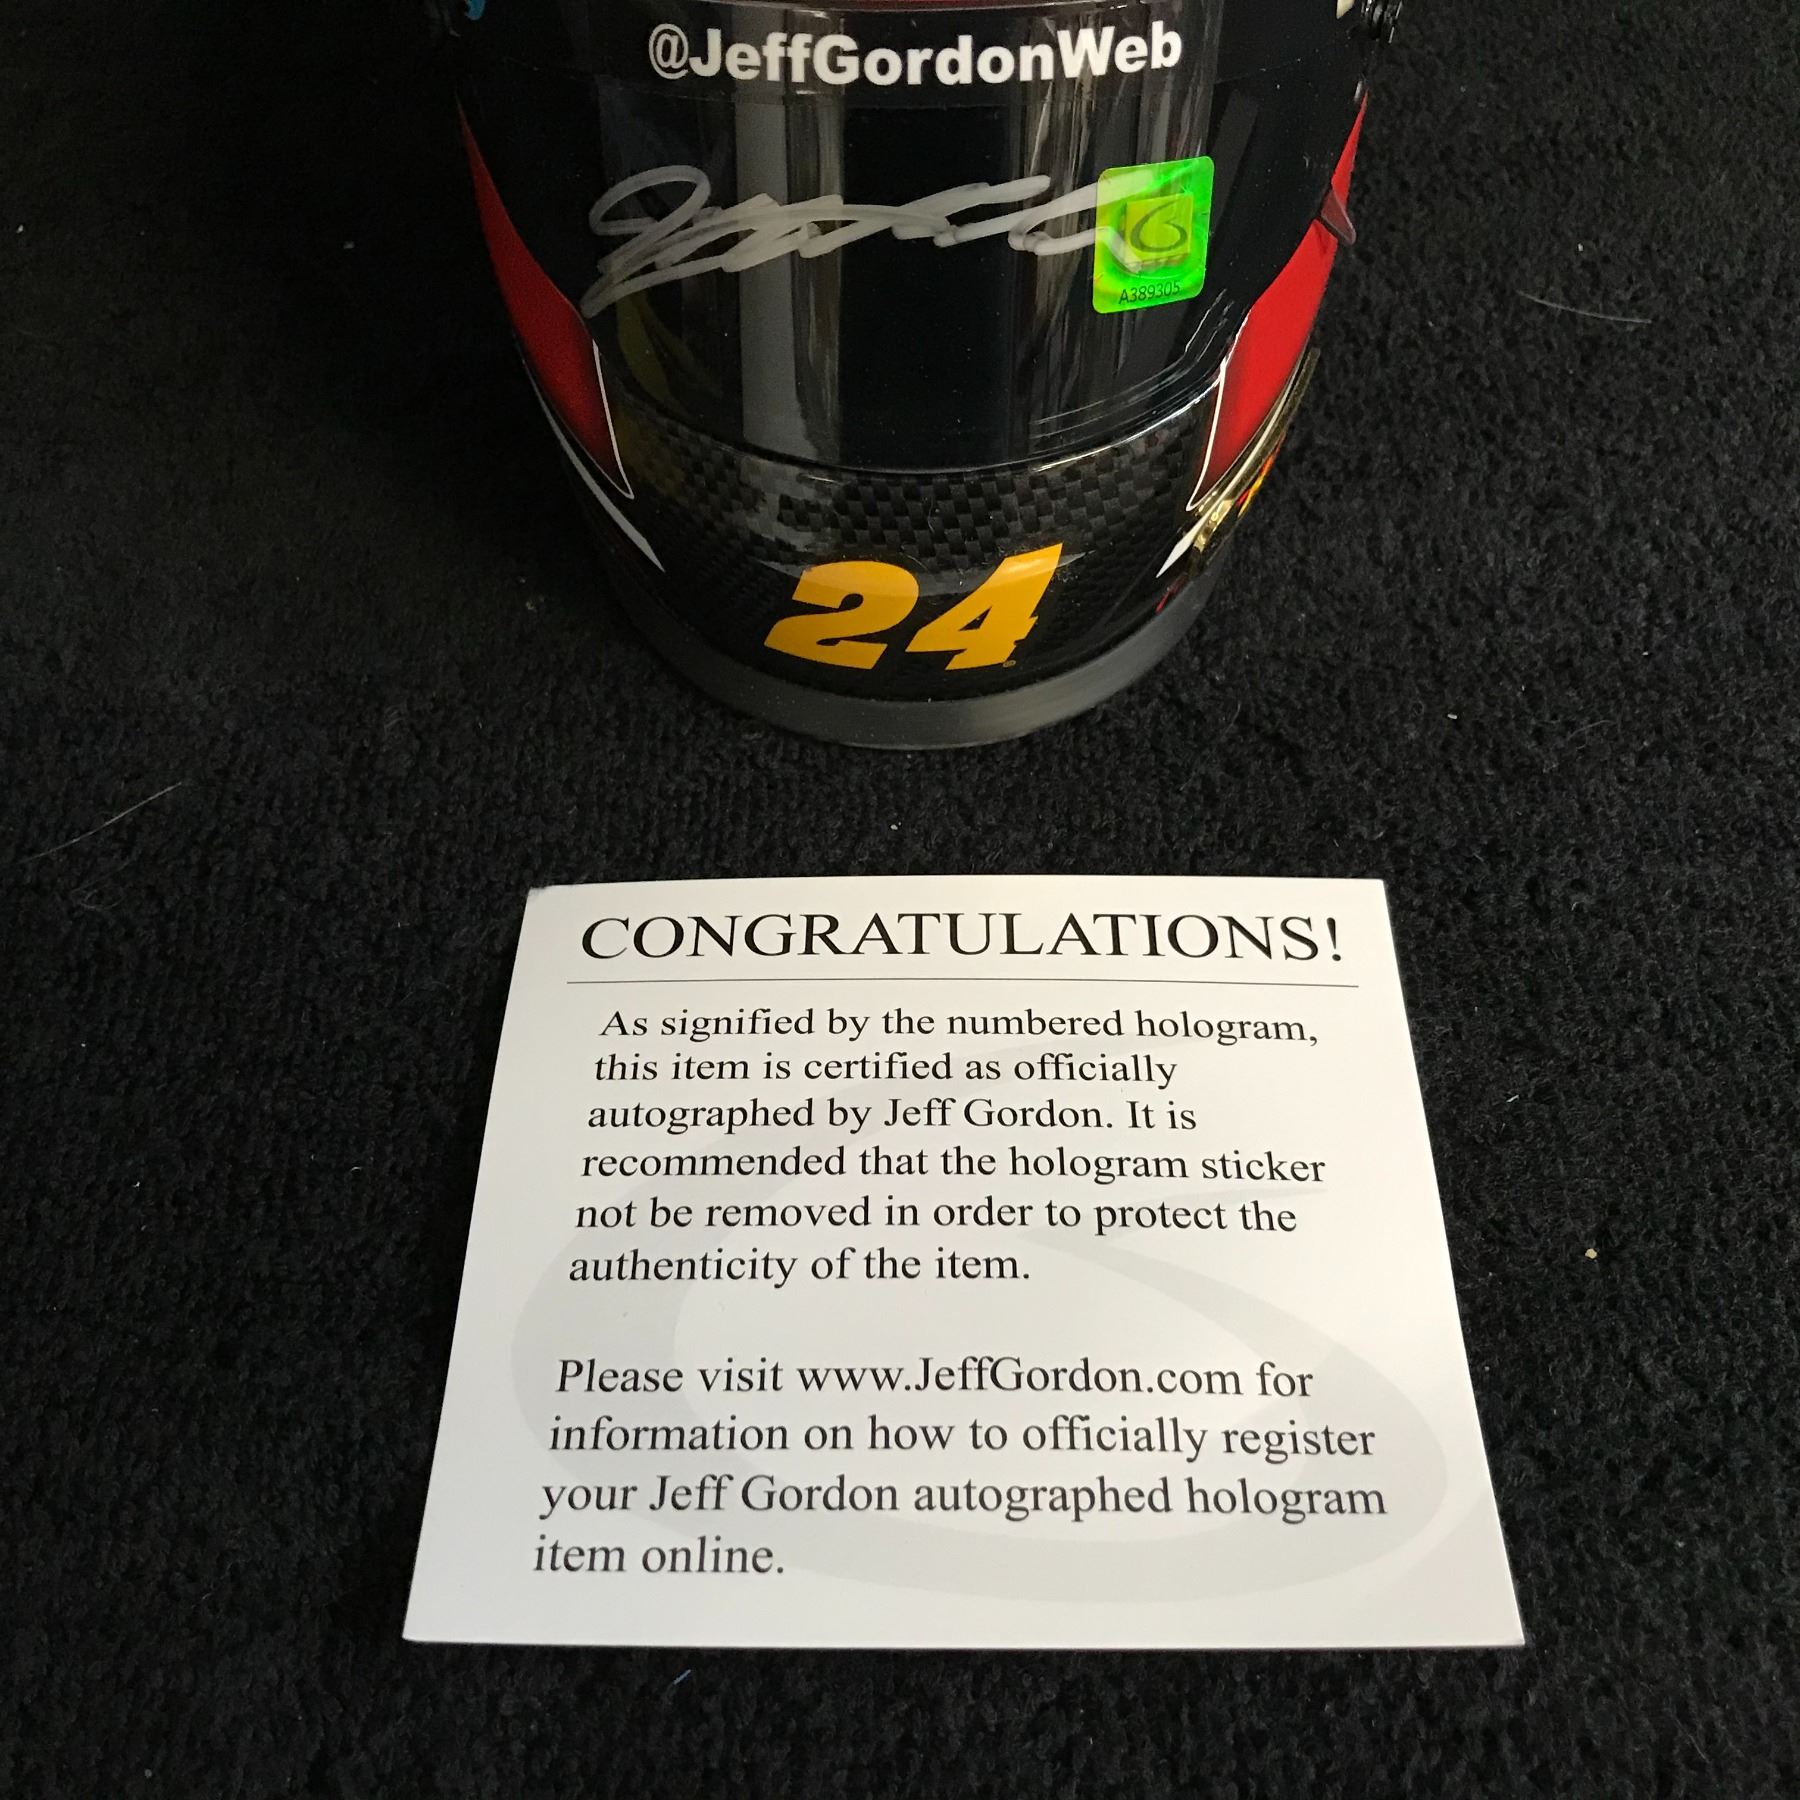 @JeffGordonWeb
A389305
24
CONGRATULATIONS!
As signified by the numbered hologram,
this item is certified as officially
autographed by Jeff Gordon. It is
recommended that the hologram sticker
not be removed in order to protect the
authenticity of the item.
Please visit www.JeffGordon.com for
information on how to officially register
your Jeff Gordon autographed hologram
item online.